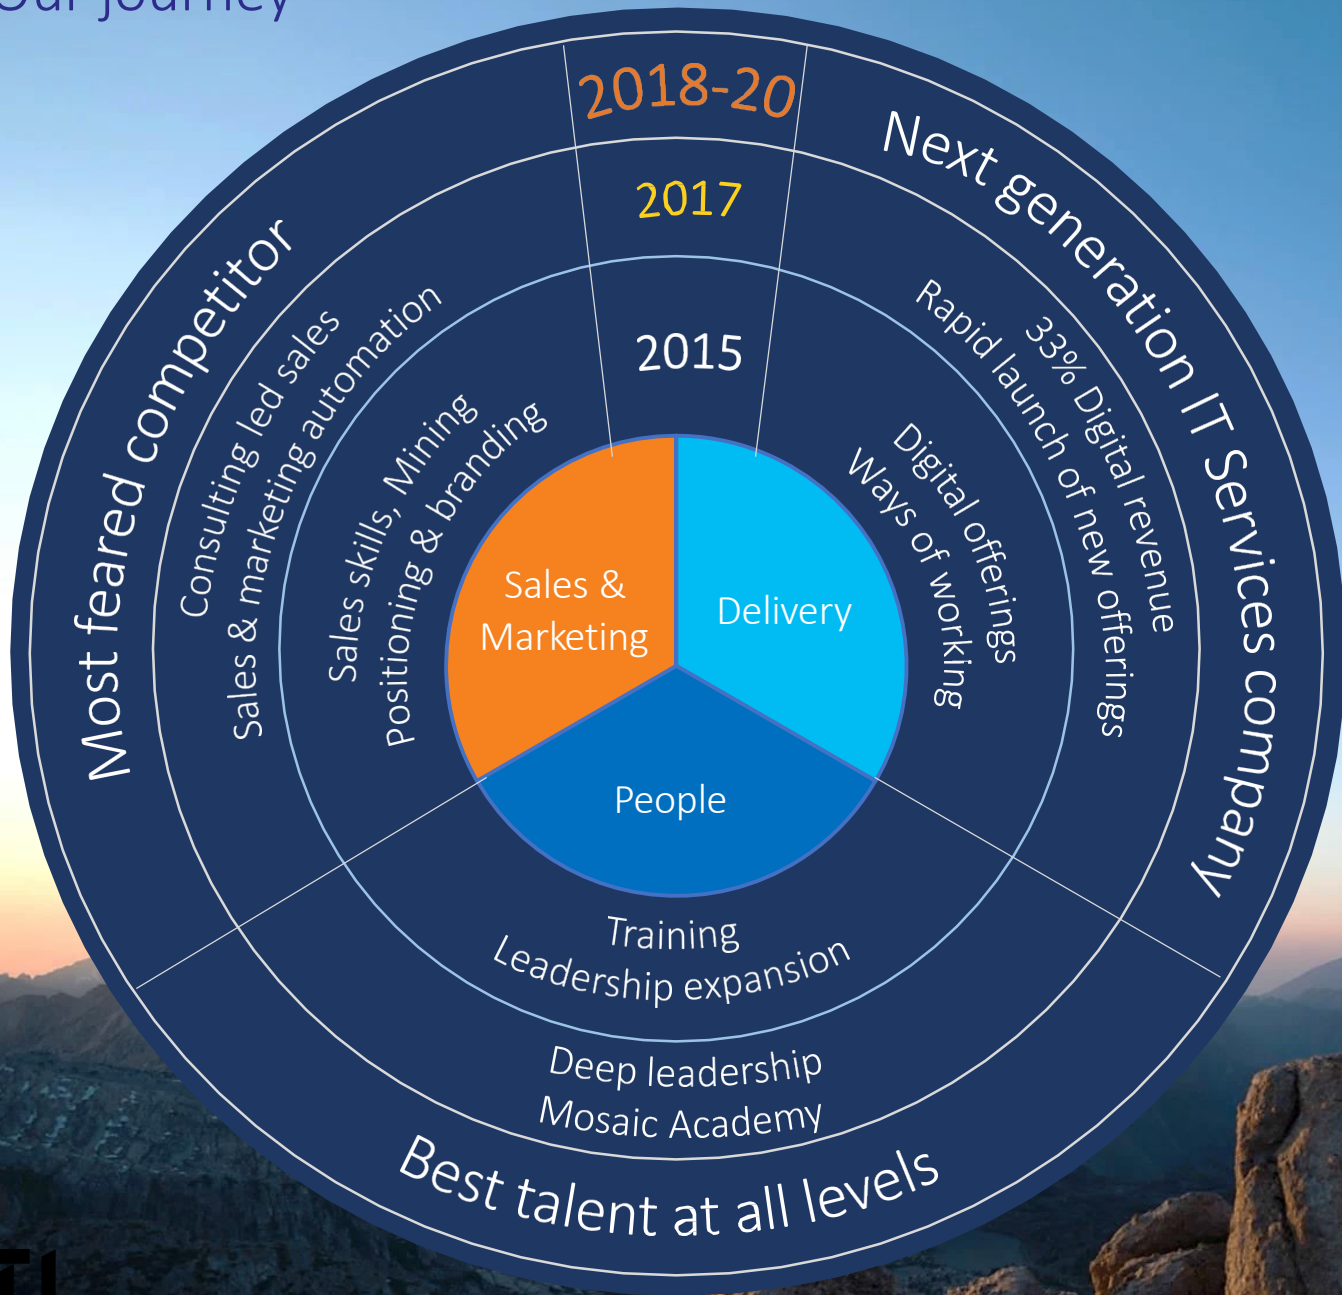 Our journey
2018-20
2017
2015
Most feared competitor
Consulting led sales
Sales & marketing automation
Sales skills, Mining
Positioning & branding
Next generation IT Services company
33% Digital revenue
Rapid launch of new offerings
Digital offerings
Ways of working
Sales &
Marketing
Delivery
People
Training
Leadership expansion
Deep leadership
Mosaic Academy
Best talent at all levels